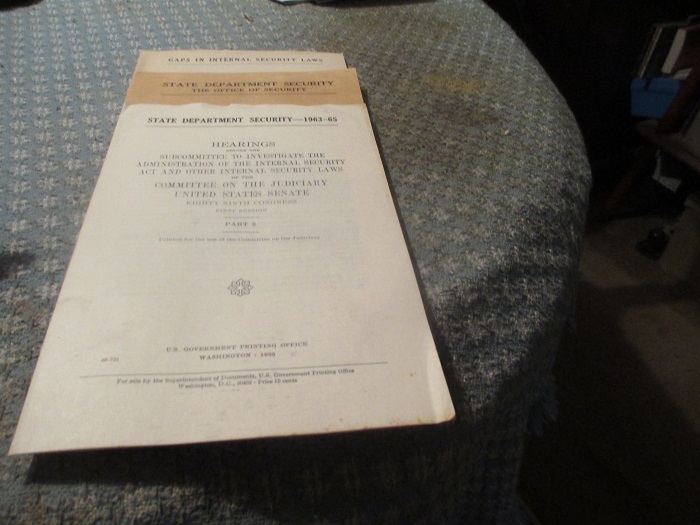 GAPS IN INTERNAL SECURITY LAWS
STATE DEPARTMENT SECURITY
THE OFFICE OF SECURITY
STATE DEPARTMENT SECURITY—1963–65
HEARINGS
BEFORE THE
SUBCOMMITTEE TO INVESTIGATE THE
ADMINISTRATION OF THE INTERNAL SECURITY
ACT AND OTHER INTERNAL SECURITY LAWS
OF THE
COMMITTEE ON THE JUDICIARY
UNITED STATES SENATE
EIGHTY-NINTH CONGRESS
FIRST SESSION
PART
Printed for the use of the Committee on the Judiciary
U.S. GOVERNMENT PRINTING OFFICE
WASHINGTON :
For sale by the Superintendent of Documents, U.S. Government Printing Office
Washington, D.C., - Price cents